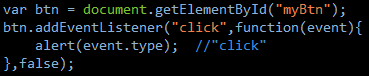 var btn = document.getElementById("myBtn");
btn.addEventListener("click",function(event){
    alert(event.type);  //"click"
},false);